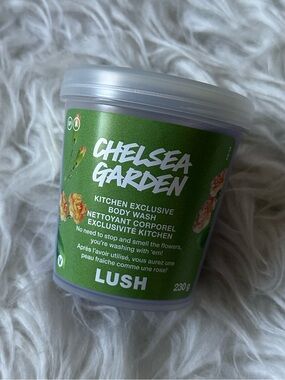 CHELSEA
GARDEN
KITCHEN EXCLUSIVE
BODY WASH
NETTOYANT CORPOREL
EXCLUSIVITÉ KITCHEN
No need to stop and smell the flowers,
you're washing with 'em!
Après l'avoir utilisé, vous aurez une
peau fraîche comme une rose!
LUSH
230 g